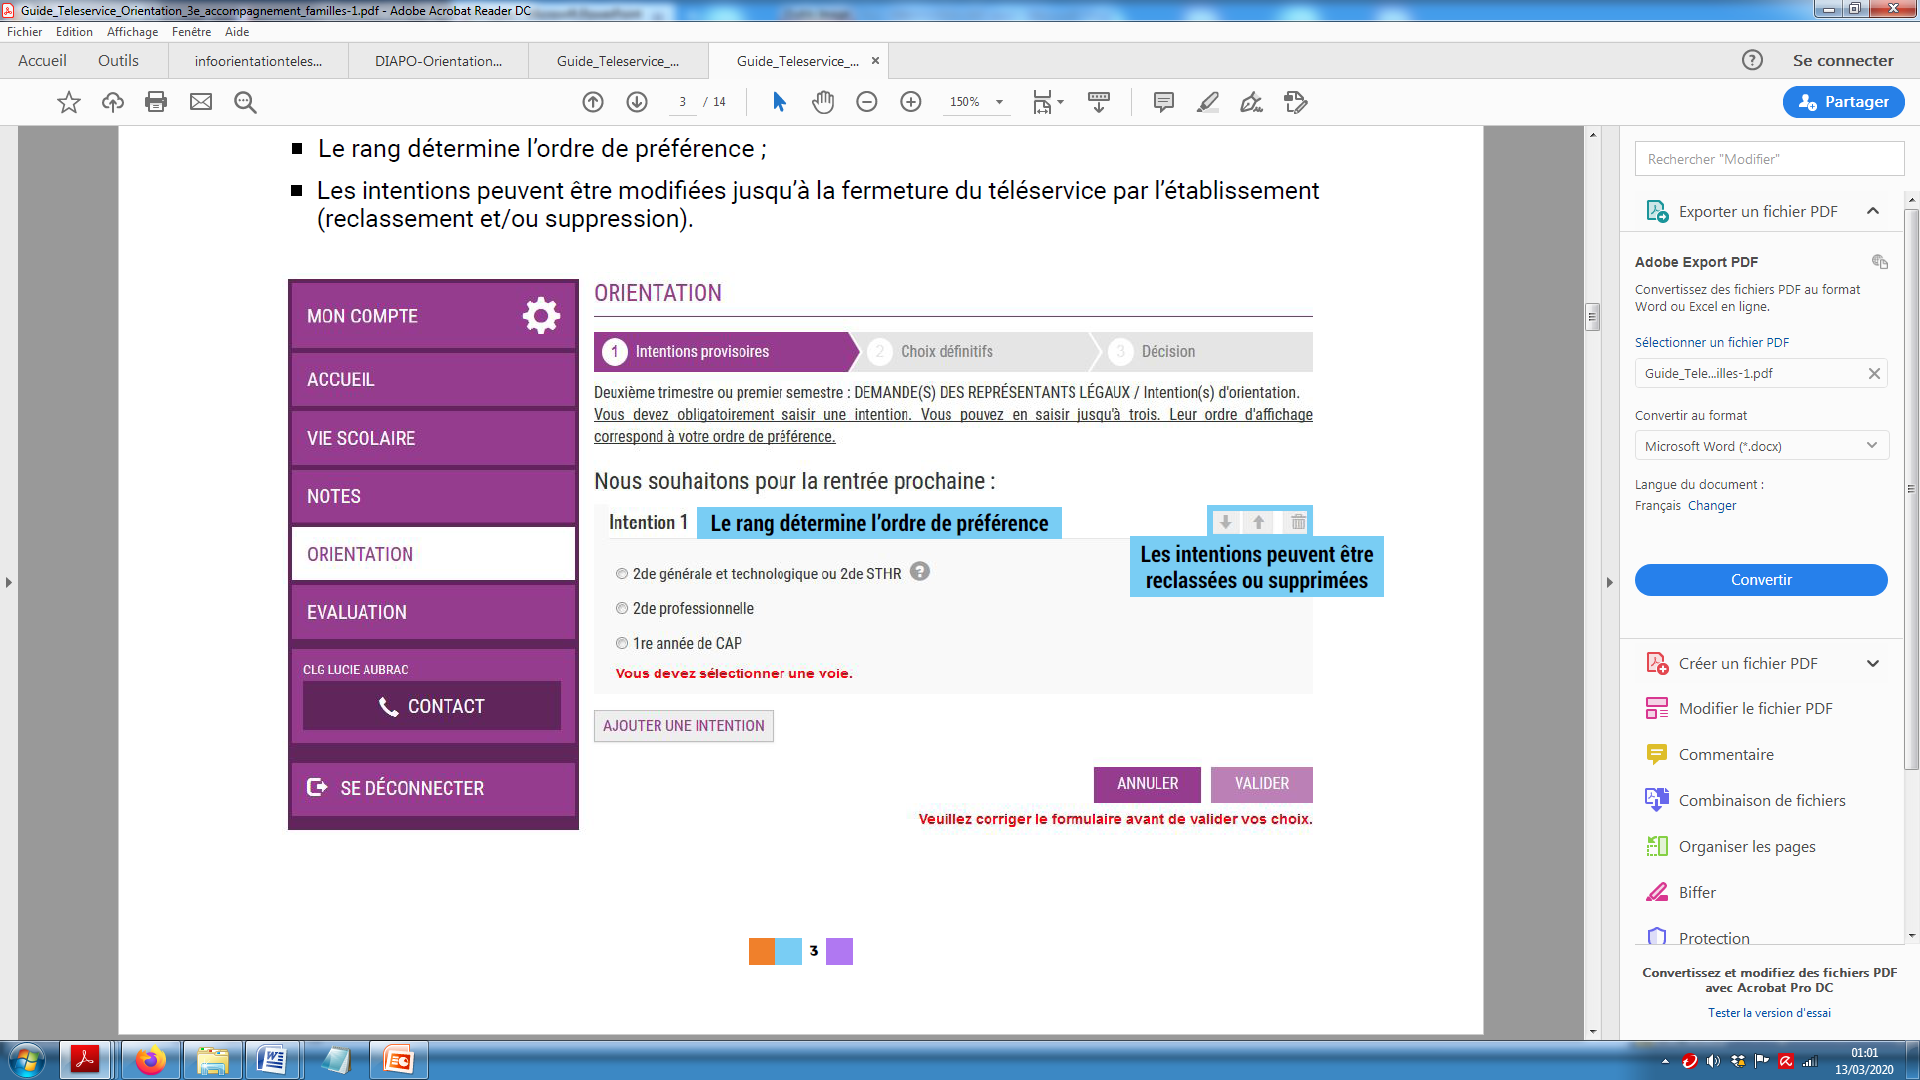 Guide_Teleservice_Orientation_3e_accompagnement_familles-1.pdf - Adobe Acrobat Reader DC
Fichier Edition Affichage Fenêtre Aide
Accueil Outils infoorientationteles... DIAPO-Orientation... Guide_Teleservice_... Guide_Teleservice_... × ? Se connecter
3 / 14 150% Partager
Le rang détermine l'ordre de préférence ;
Les intentions peuvent être modifiées jusqu'à la fermeture du téléservice par l'établissement
(reclassement et/ou suppression).
MON COMPTE
ACCUEIL
VIE SCOLAIRE
NOTES
ORIENTATION
EVALUATION
CLG LUCIE AUBRAC
CONTACT
SE DÉCONNECTER
ORIENTATION
1 Intentions provisoires 2 Choix définitifs 3 Décision
Deuxième trimestre ou premier semestre : DEMANDE(S) DES REPRÉSENTANTS LÉGAUX / Intention(s) d'orientation.
Vous devez obligatoirement saisir une intention. Vous pouvez en saisir jusqu'à trois. Leur ordre d'affichage
correspond à votre ordre de préférence.
Nous souhaitons pour la rentrée prochaine :
Intention 1 Le rang détermine l'ordre de préférence
Les intentions peuvent être
reclassées ou supprimées
2de générale et technologique ou 2de STHR ?
2de professionnelle
1re année de CAP
Vous devez sélectionner une voie.
AJOUTER UNE INTENTION
ANNULER VALIDER
Veuillez corriger le formulaire avant de valider vos choix.
3
Rechercher "Modifier"
Exporter un fichier PDF
Adobe Export PDF
Convertissez des fichiers PDF au format
Word ou Excel en ligne.
Sélectionner un fichier PDF
Guide_Tele...illes-1.pdf
Convertir au format
Microsoft Word (*.docx)
Langue du document :
Français Changer
Convertir
Créer un fichier PDF
Modifier le fichier PDF
Commentaire
Combinaison de fichiers
Organiser les pages
Biffer
Protection
Convertissez et modifiez des fichiers PDF
avec Acrobat Pro DC
Tester la version d'essai
01:01
13/03/2020